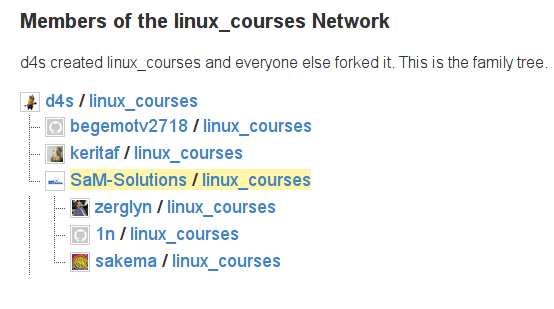 Members of the linux_courses Network
d4s created linux_courses and everyone else forked it. This is the family tree.
d4s / linux_courses
begemotv2718 / linux_courses
keritaf / linux_courses
SaM-Solutions / linux_courses
zerglyn / linux_courses
1n / linux_courses
sakema / linux_courses